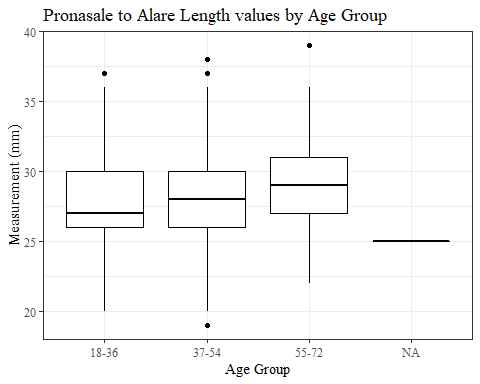 Pronasale to Alare Length values by Age Group
Measurement (mm)
40
35
30
25
20
18-36 37-54 55-72 NA
Age Group